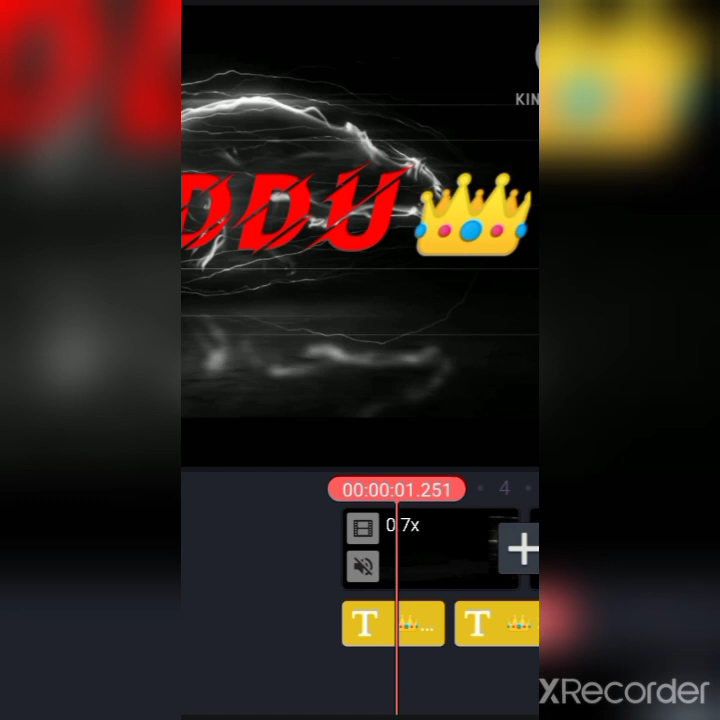 KIN
DDU👑
00:00:01.251
4
0.7x
T 👑... T 👑
XRecorder